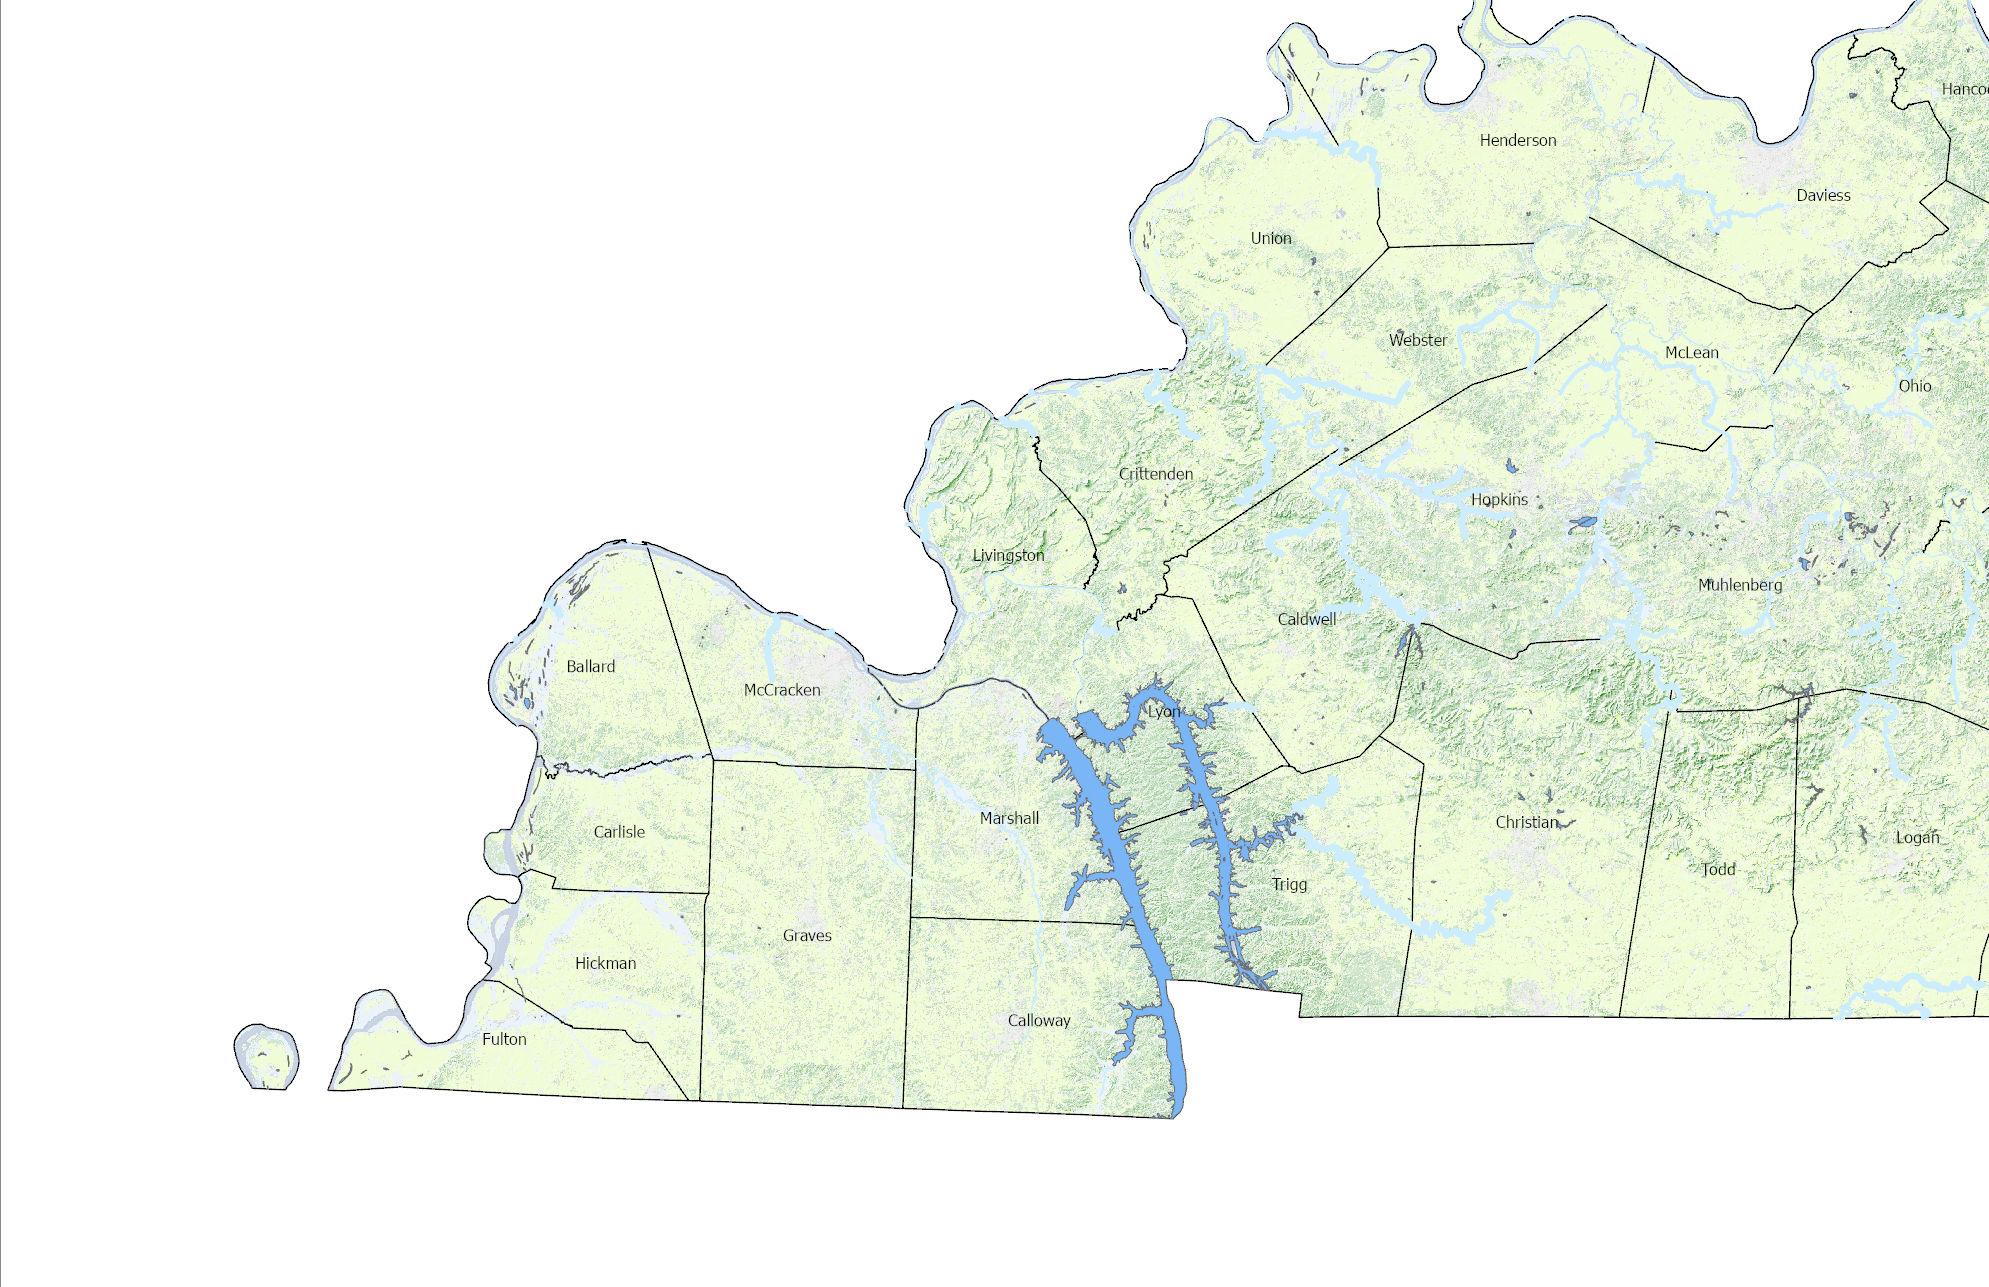 Hanco
Henderson
Daviess
Union
Webster
McLean
Ohio
Crittenden
Hopkins
Livingston
Muhlenberg
Caldwell
Ballard
McCracken
Lyon
Marshall
Christian
Carlisle
Logan
Todd
Trigg
Graves
Hickman
Calloway
Fulton